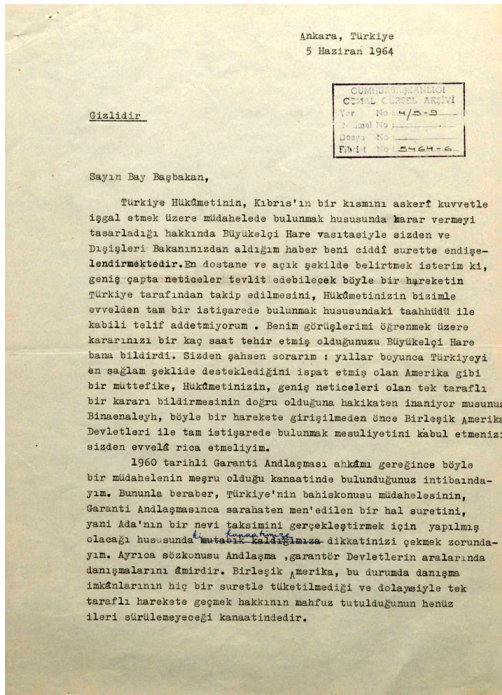 Ankara, Türkiye
5 Haziran 1964
CUMHURBAŞKANLIĞI
CEMAL GÜRSEL ARŞİVİ
Yer No : 4/5-9
No :
Dosya No :
Fihrist No : 5464-6
Gizlidir
Sayın Bay Başbakan,
Türkiye Hükûmetinin, Kıbrıs'ın bir kısmını askerî kuvvetle
işgal etmek üzere müdahelede bulunmak hususunda karar vermeyi
tasarladığı hakkında Büyükelçi Hare vasıtasiyle sizden ve
Dışişleri Bakanınızdan aldığım haber beni ciddî surette endişe-
lendirmektedir.En dostane ve açık şekilde belirtmek isterim ki,
geniş çapta neticeler tevlit edebilecek böyle bir hareketin
Türkiye tarafından takip edilmesini, Hükûmetinizin bizimle
evvelden tam bir istişarede bulunmak hususundaki taahhüdü ile
kabili telif addetmiyorum . Benim görüşlerimi öğrenmek üzere
kararınızı bir kaç saat tehir etmiş olduğunuzu Büyükelçi Hare
bana bildirdi. Sizden şahsen sorarım : yıllar boyunca Türkiyeyi
en sağlam şeklide desteklediğini ispat etmiş olan Amerika gibi
bir müttefike, Hükûmetinizin, geniş neticeleri olan tek taraflı
bir kararı bildirmesinin doğru olduğuna hakikaten inanıyor musunuz
Binaenaleyh, böyle bir harekete girişilmeden önce Birleşik Amerika
Devletleri ile tam istişarede bulunmak mesuliyetini kabul etmenizi
sizden evvelâ rica etmeliyim.
1960 tarihli Garanti Andlaşması ahkâmı gereğince böyle
bir müdahelenin meşru olduğu kanaatinde bulunduğunuz intibaında-
yım. Bununla beraber, Türkiye'nin bahiskonusu müdahelesinin,
Garanti Andlaşmasınca sarahaten men'edilen bir hal suretini,
yani Ada'nın bir nevi taksimini gerçekleştirmek için yapılmış
kanaatimize
olacağı hususunda mutabık kaldığımıza dikkatinizi çekmek zorunda-
yım. Ayrıca sözkonusu Andlaşma ,garantör Devletlerin aralarında
danışmalarını âmirdir. Birleşik Amerika, bu durumda danışma
imkânlarının hiç bir suretle tüketilmediği ve dolayısiyle tek
taraflı harekete geçmek hakkının mahfuz tutulduğunun henüz
ileri sürülemeyeceği kanaatindedir.